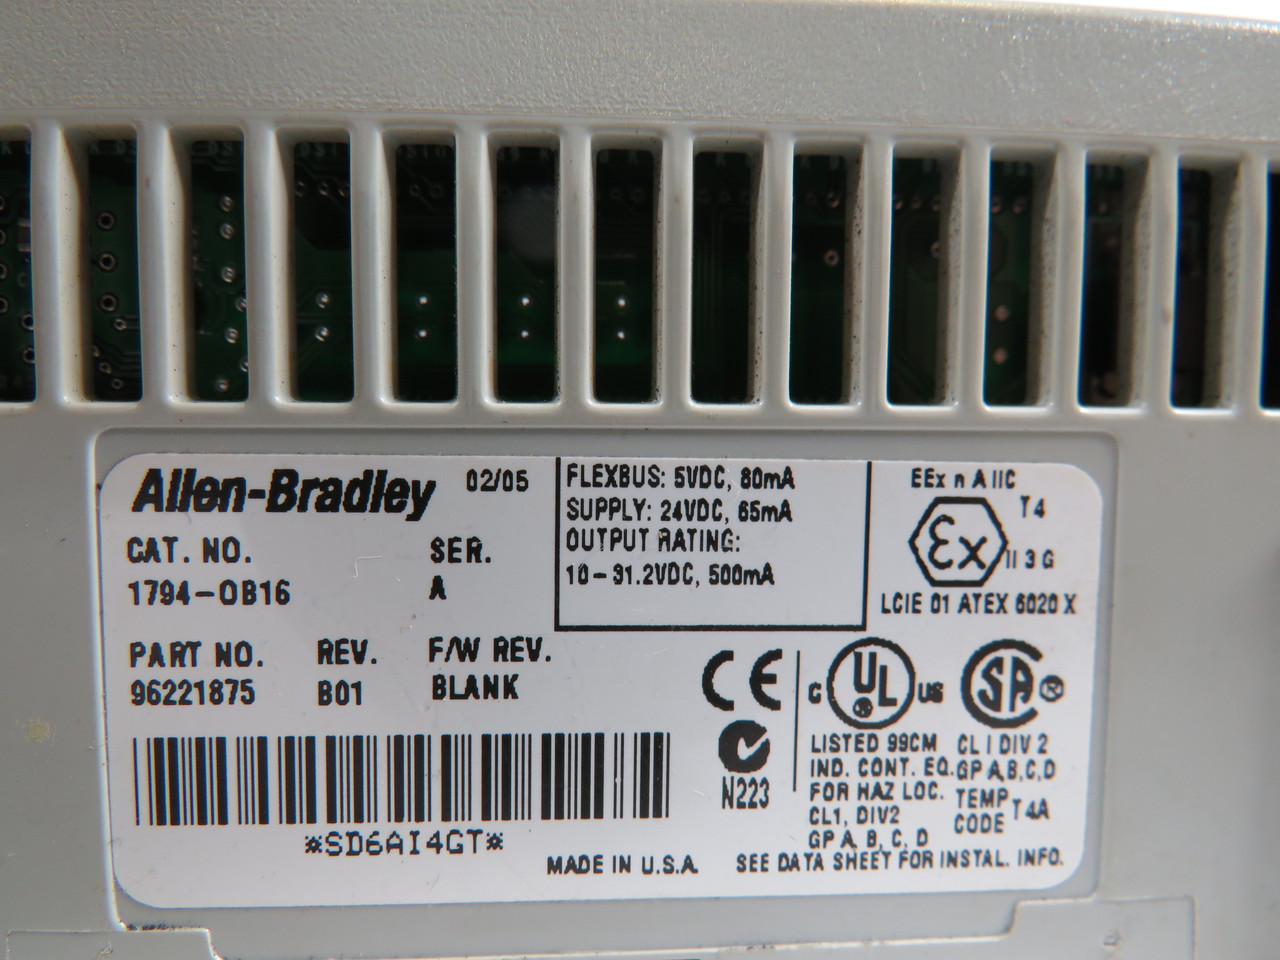 Allen-Bradley 02/05
CAT. NO. SER.
1794-OB16 A
PART NO. REV. F/W REV.
96221875 B01 BLANK
*SD6AI4GT*
FLEXBUS: 5VDC, 80mA
SUPPLY: 24VDC, 65mA
OUTPUT RATING:
10-31.2VDC, 500mA
EEx n A IIC
T4
Ex II 3 G
LCIE 01 ATEX 6020 X
CE
N223
C UL ® US
LISTED 99CM
IND. CONT. EQ.
FOR HAZ LOC.
CL1, DIV2
GP A, B, C, D
SA ®
CL I DIV 2
GP A,B,C,D
TEMP
CODE T4A
MADE IN U.S.A. SEE DATA SHEET FOR INSTAL. INFO.